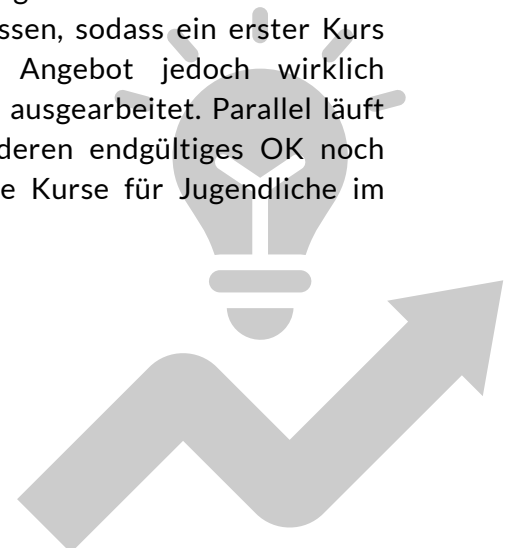 ssen, sodass ein erster Kurs
Angebot jedoch wirklich
ausgearbeitet. Parallel läuft
deren endgültiges OK noch
e Kurse für Jugendliche im